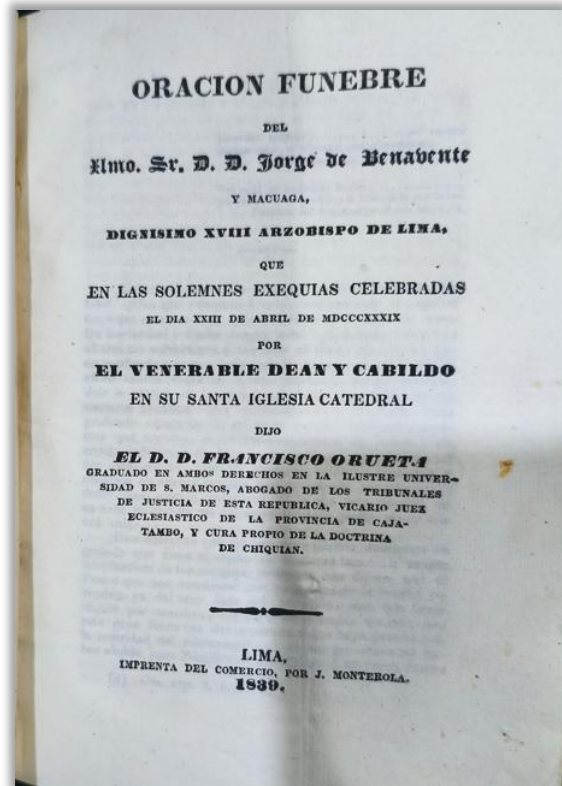 ORACION FUNEBRE
DEL
Ilmo. Sr. D. D. Jorge de Benavente
Y MACUAGA,
DIGNISIMO XVIII ARZOBISPO DE LIMA,
QUE
EN LAS SOLEMNES EXEQUIAS CELEBRADAS
EL DIA XXIII DE ABRIL DE MDCCCXXXIX
POR
EL VENERABLE DEAN Y CABILDO
EN SU SANTA IGLESIA CATEDRAL
DIJO
EL D. D. FRANCISCO ORUETA
GRADUADO EN AMBOS DERECHOS EN LA ILUSTRE UNIVER-
SIDAD DE S. MARCOS, ABOGADO DE LOS TRIBUNALES
DE JUSTICIA DE ESTA REPUBLICA, VICARIO JUEX
ECLESIASTICO DE LA PROVINCIA DE CAJA-
TAMBO, Y CURA PROPIO DE LA DOCTRINA
DE CHIQUIAN.
LIMA,
IMPRENTA DEL COMERCIO, POR J. MONTEROLA.
1839.